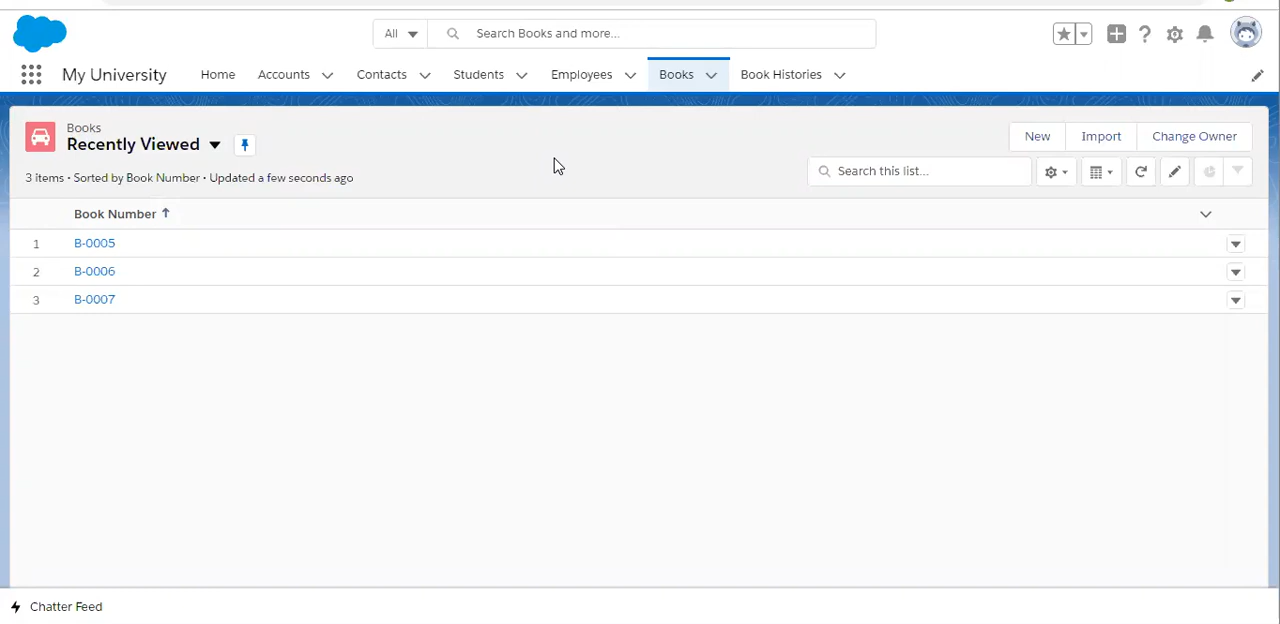 All Search Books and more...
My University Home Accounts Contacts Students Employees Books Book Histories
Books
Recently Viewed
New Import Change Owner
3 items • Sorted by Book Number • Updated a few seconds ago
Search this list...
Book Number
1 B-0005
2 B-0006
3 B-0007
Chatter Feed